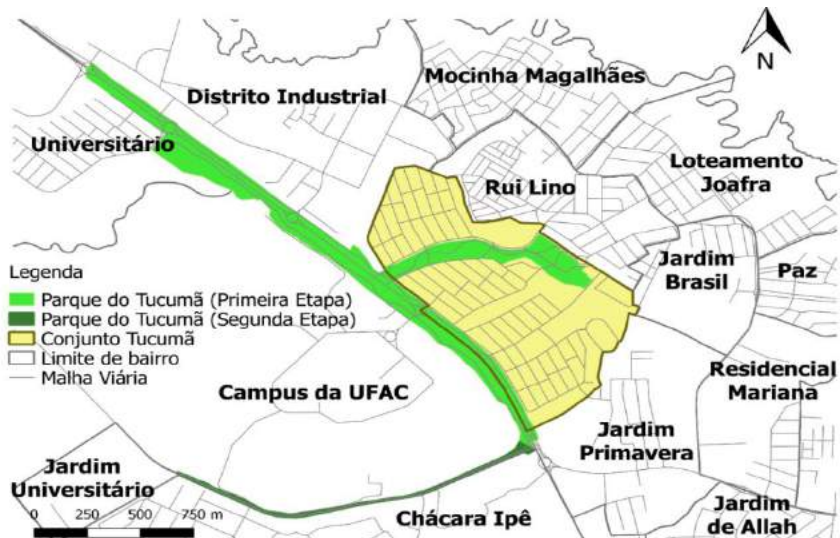 N
Mocinha Magalhães
Distrito Industrial
Universitário
Rui Lino
Loteamento
Joafra
Jardim
Brasil
Paz
Legenda
Parque do Tucumã (Primeira Etapa)
Parque do Tucumã (Segunda Etapa)
Conjunto Tucumã
Limite de bairro
Malha Viária
Campus da UFAC
Residencial
Mariana
Jardim
Primavera
Jardim
Universitário
Chácara Ipê
Jardim
de Allah
0 250 500 750 m